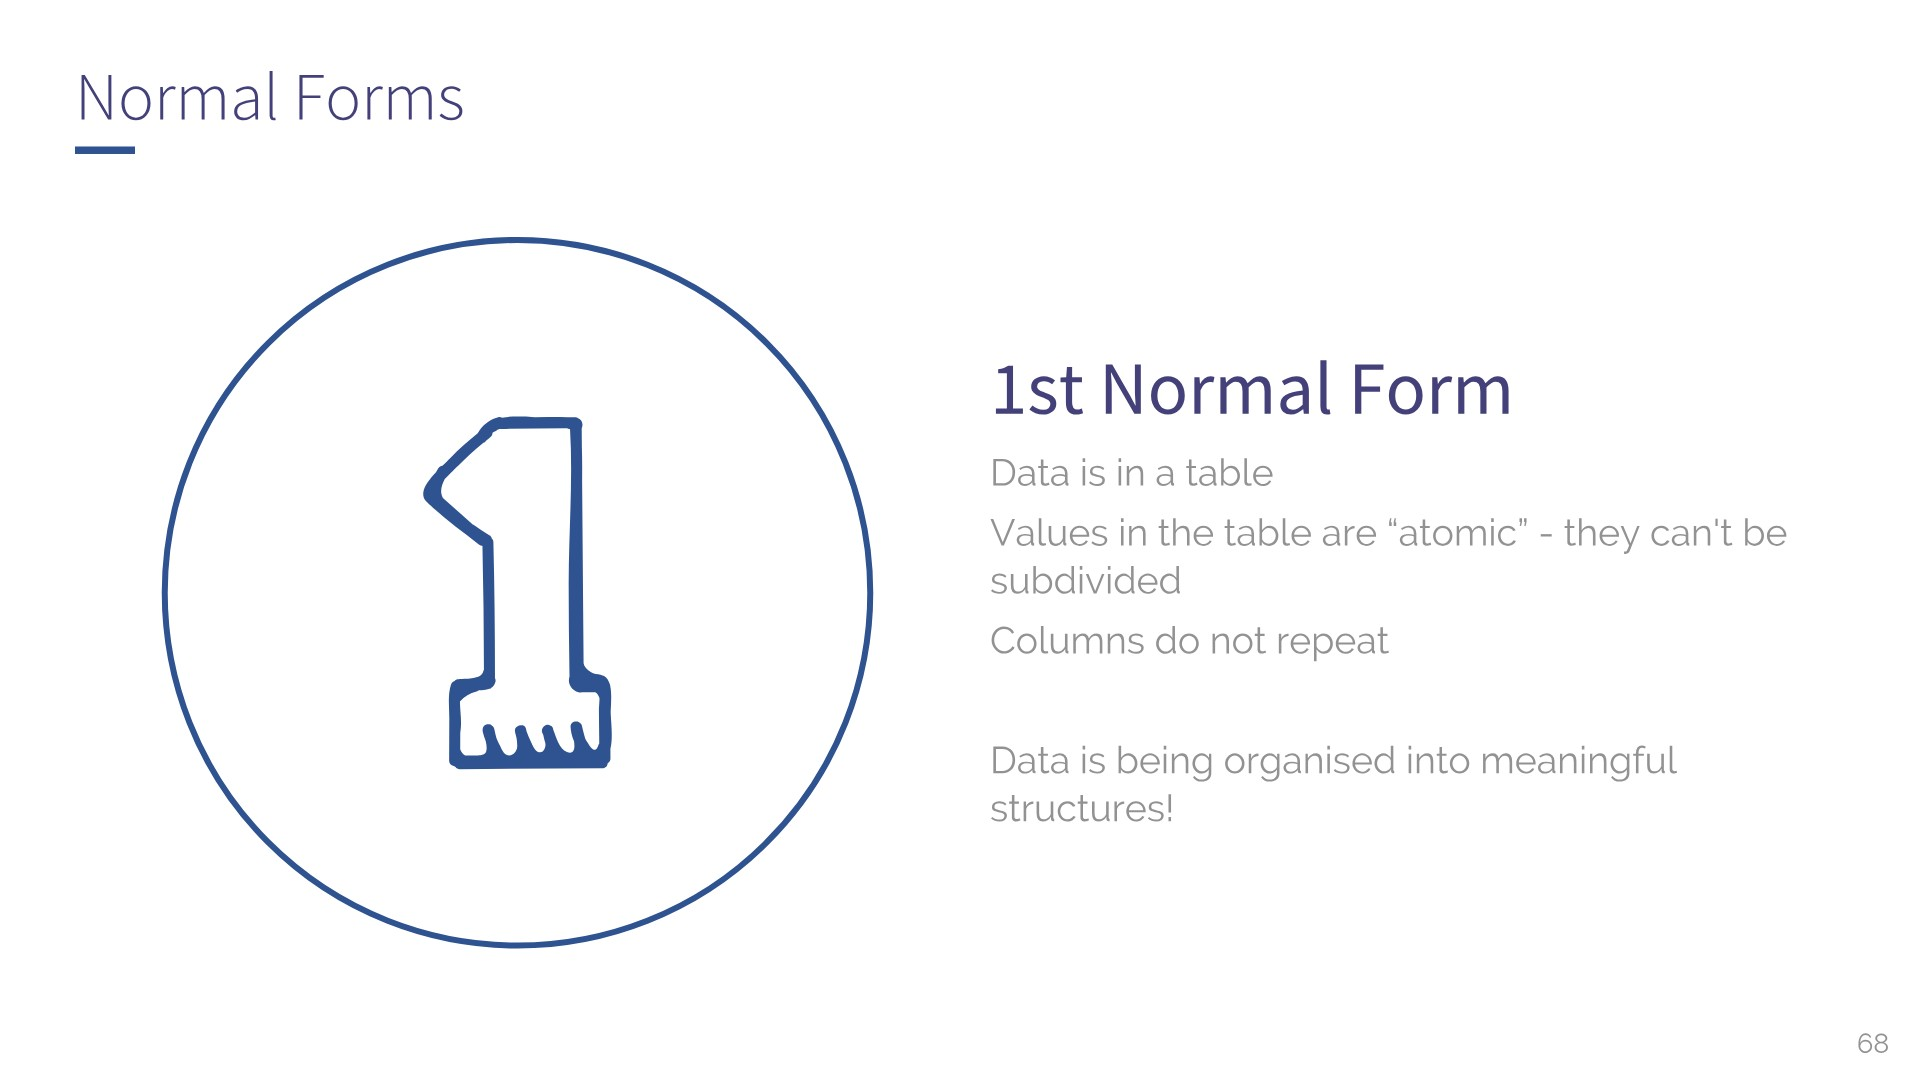 Normal Forms
1
1st Normal Form
Data is in a table
Values in the table are “atomic” - they can't be
subdivided
Columns do not repeat
Data is being organised into meaningful
structures!
68